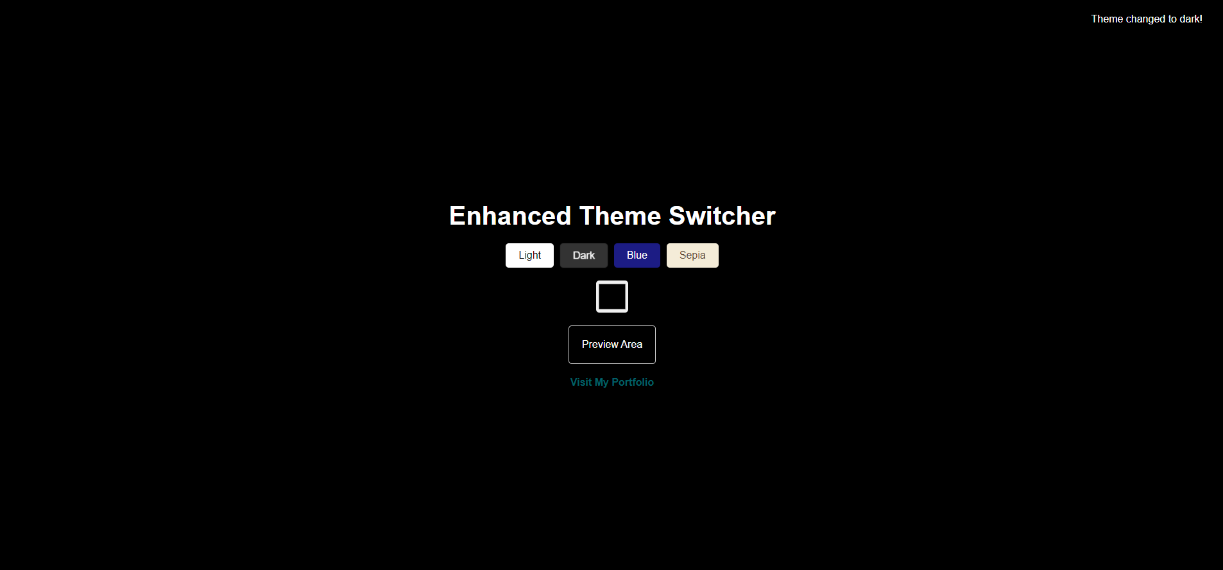 Theme changed to dark!
Enhanced Theme Switcher
Light Dark Blue Sepia
Preview Area
Visit My Portfolio